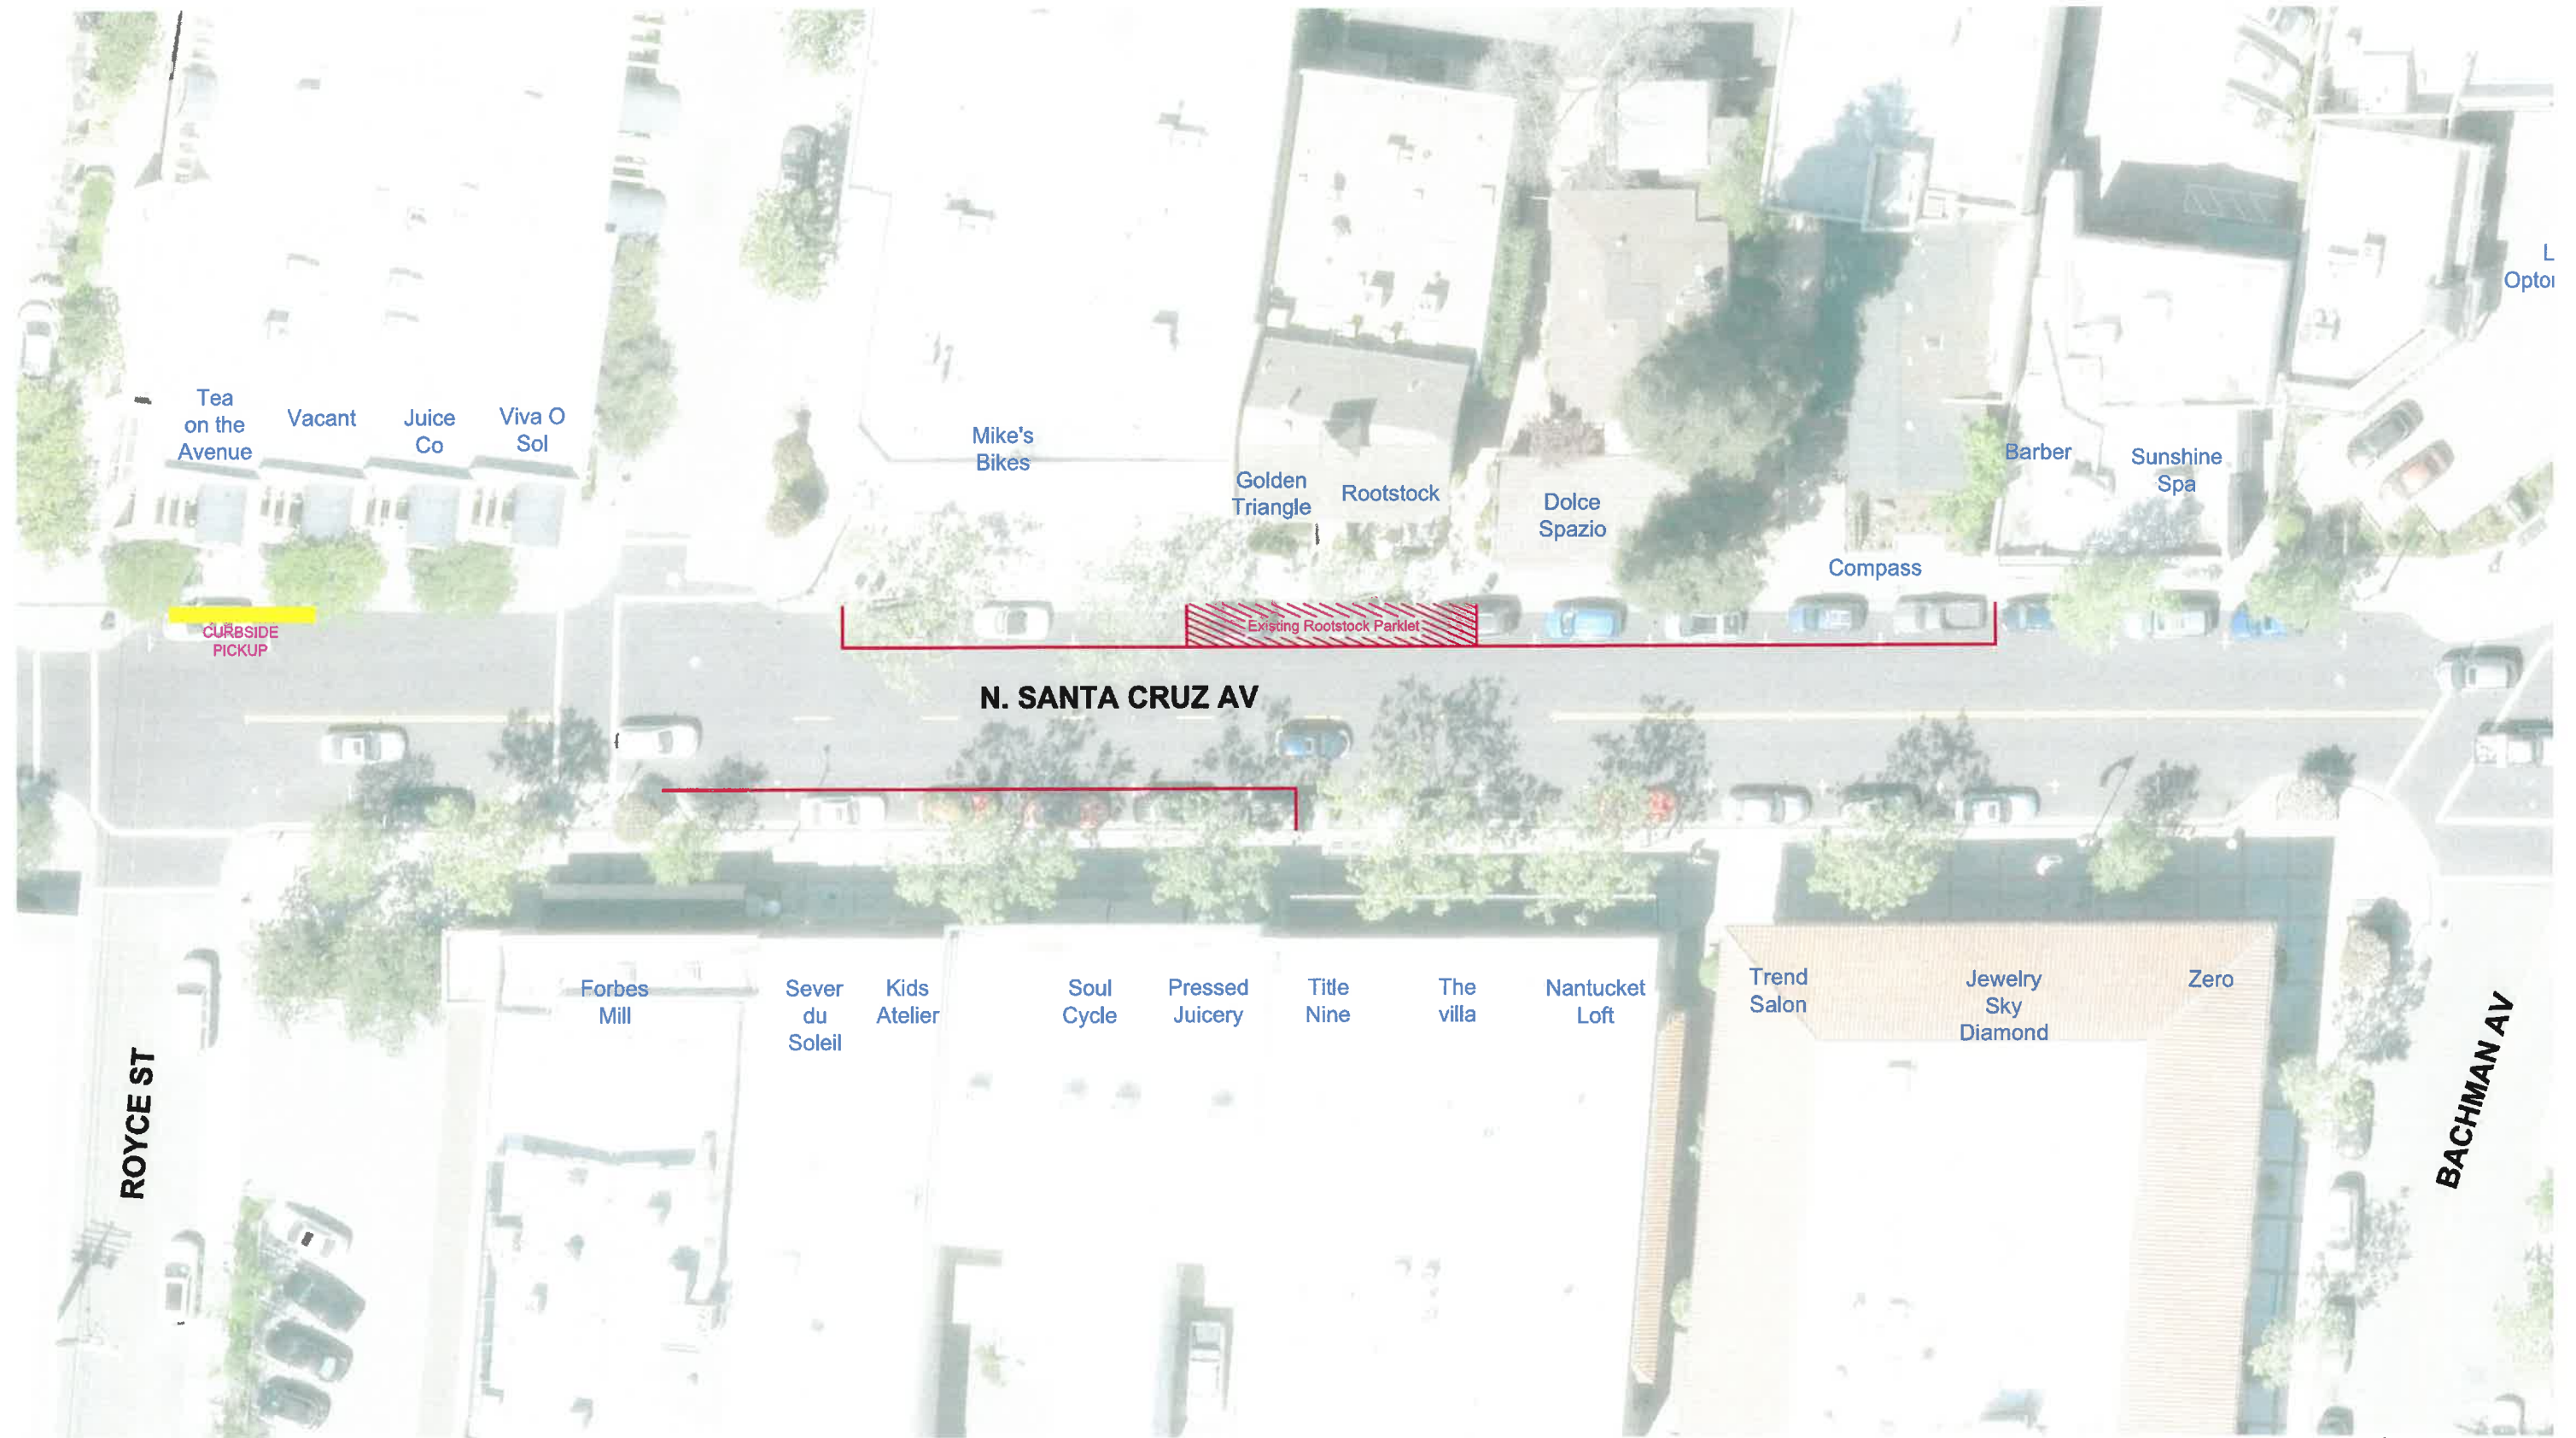 L
Optor
Tea
on the
Avenue
Vacant
Juice
Co
Viva O
Sol
Mike's
Bikes
Golden
Triangle
Rootstock
Dolce
Spazio
Compass
Barber
Sunshine
Spa
CURBSIDE
PICKUP
Existing Rootstock Parklet
N. SANTA CRUZ AV
Forbes
Mill
Sever
du
Soleil
Kids
Atelier
Soul
Cycle
Pressed
Juicery
Title
Nine
The
villa
Nantucket
Loft
Trend
Salon
Jewelry
Sky
Diamond
Zero
ROYCE ST
BACHMAN AV